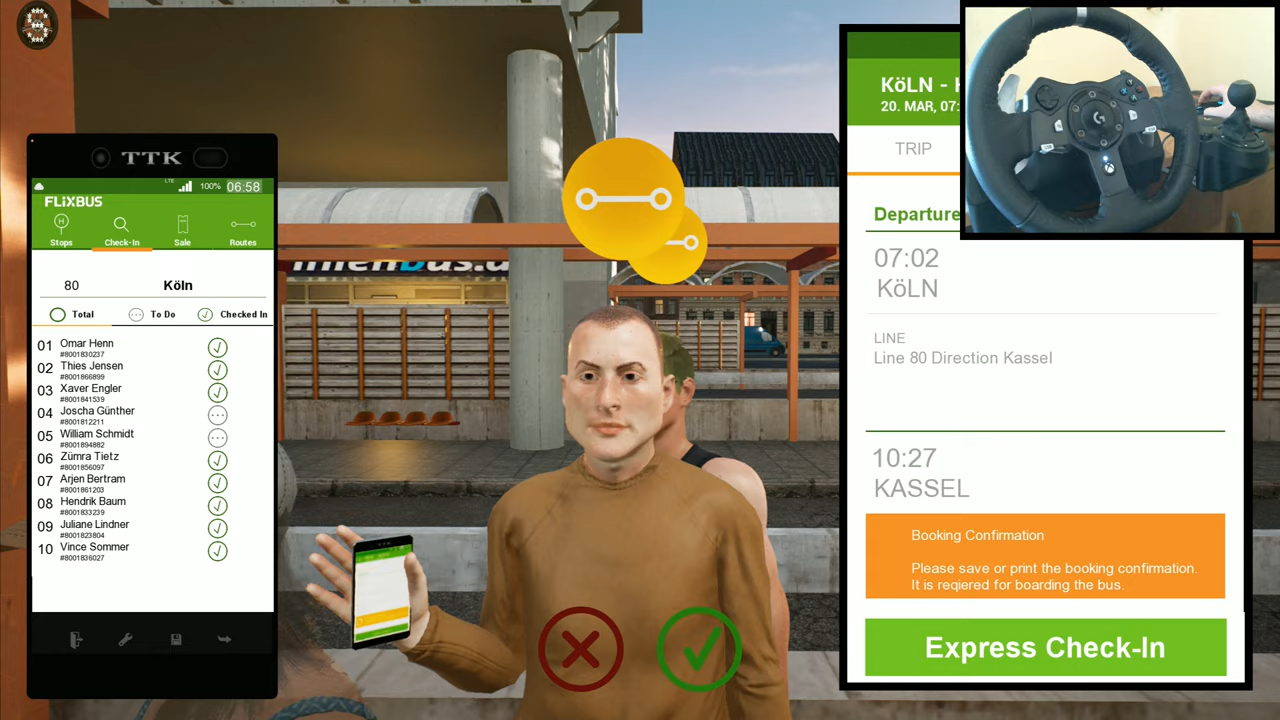 TTK
LTE
100%
06:58
FLiXBUS
H
Stops
Check-In
Sale
Routes
80
Köln
Total
To Do
Checked In
01 Omar Henn
#8001830237
02 Thies Jensen
#8001866899
03 Xaver Engler
#8001841539
04 Joscha Günther
#8001812211
05 William Schmidt
#8001894882
06 Zümra Tietz
#8001856097
07 Arjen Bertram
#8001861203
08 Hendrik Baum
#8001833239
09 Juliane Lindner
#8001823804
10 Vince Sommer
#8001836027
KöLN -
20. MAR, 07:
TRIP
Departure
07:02
KöLN
LINE
Line 80 Direction Kassel
10:27
KASSEL
Booking Confirmation
Please save or print the booking confirmation.
It is reqiered for boarding the bus.
Express Check-In